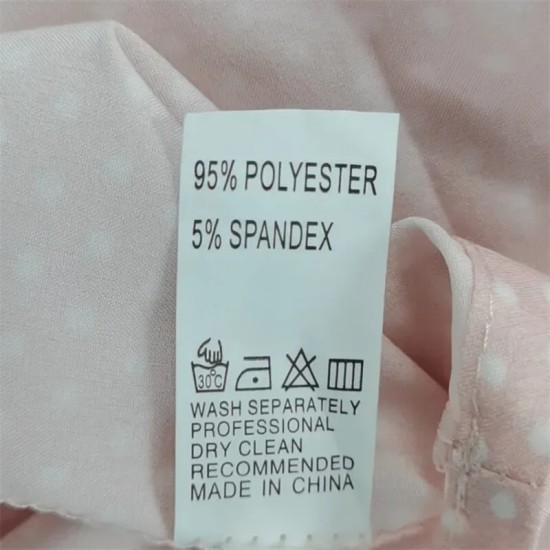 95% POLYESTER
5% SPANDEX
30°C
WASH SEPARATELY
PROFESSIONAL
DRY CLEAN
RECOMMENDED
MADE IN CHINA